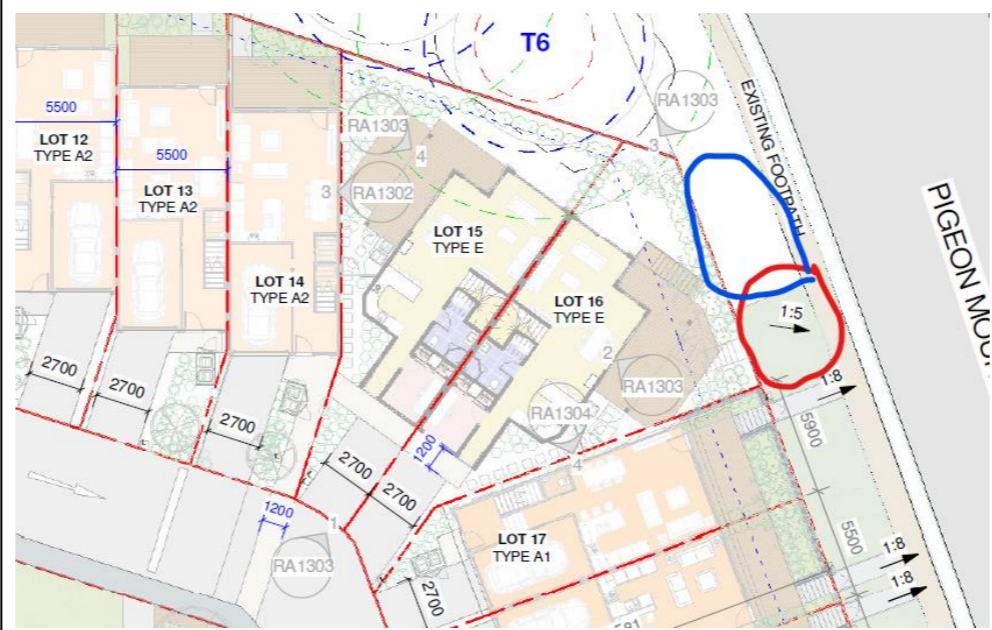 T6
RA1303
EXISTING FOOTPATH
5500
LOT 12
TYPE A2
5500
LOT 13
TYPE A2
RA1303
4
3
RA1302
3
LOT 14
TYPE A2
LOT 15
TYPE E
LOT 16
TYPE E
PIGEON MOU
1:5
2
RA1303
1:8
2700
2700
2700
RA1304
4
1200
5900
2700
2700
1200
1
RA1303
LOT 17
TYPE A1
5500
1:8
1:8
2700